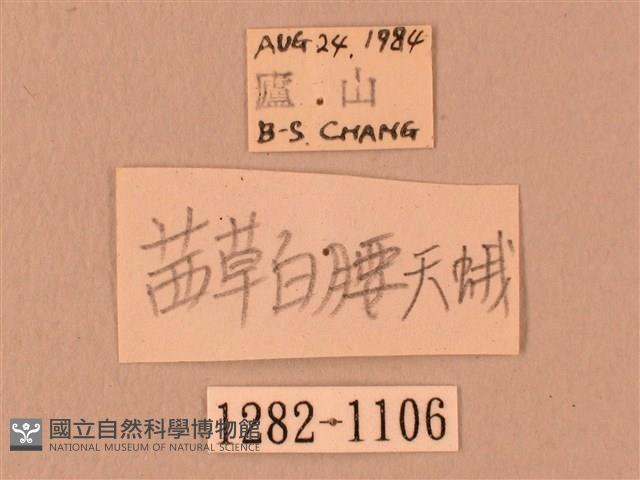 AUG 24, 1984
廬山
B-S. CHANG
茜草白腰天蛾
1282-1106
國立自然科學博物館
NATIONAL MUSEUM OF NATURAL SCIENCE